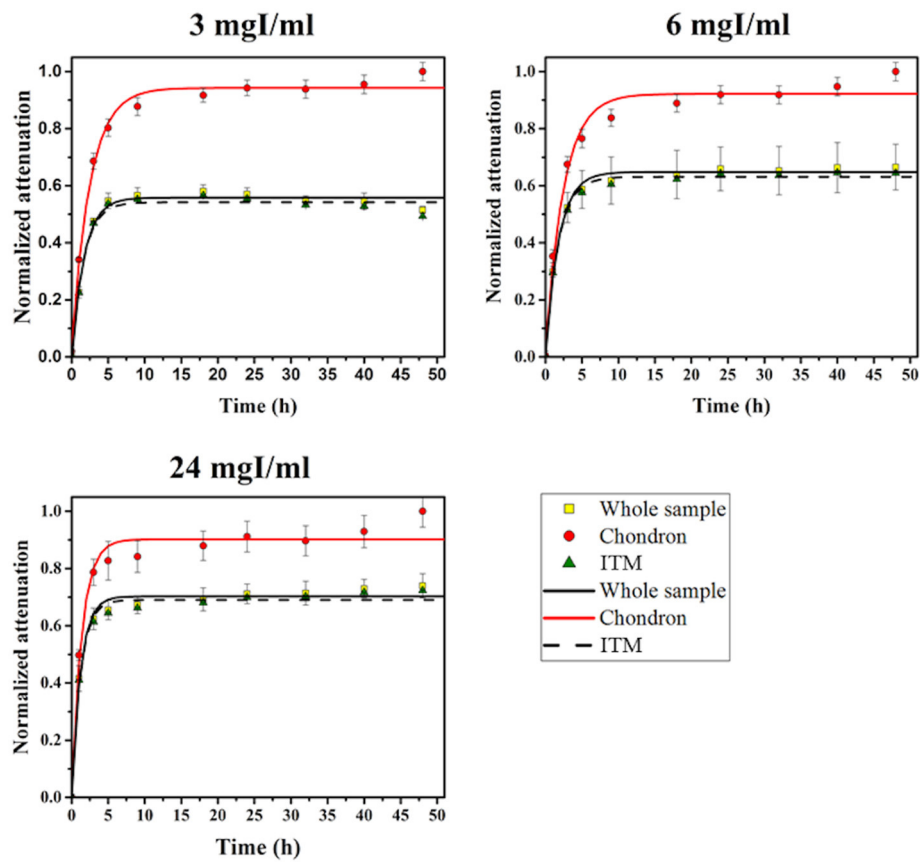 3 mgI/ml
Normalized attenuation
1.0
0.8
0.6
0.4
0.2
0.0
0 5 10 15 20 25 30 35 40 45 50
Time (h)
6 mgI/ml
Normalized attenuation
1.0
0.8
0.6
0.4
0.2
0.0
0 5 10 15 20 25 30 35 40 45 50
Time (h)
24 mgI/ml
Normalized attenuation
1.0
0.8
0.6
0.4
0.2
0.0
0 5 10 15 20 25 30 35 40 45 50
Time (h)
Whole sample
Chondron
ITM
Whole sample
Chondron
ITM